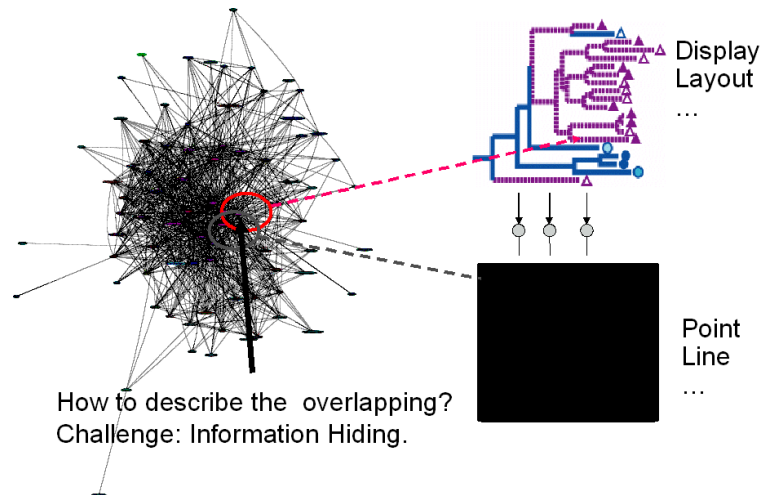 Display
Layout
...
Point
Line
...
How to describe the  overlapping?
Challenge: Information Hiding.